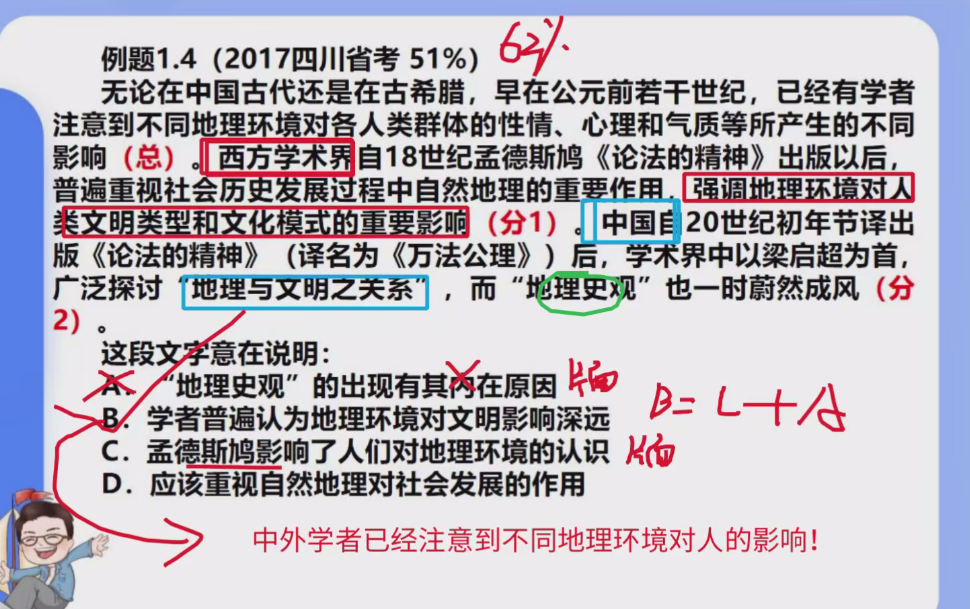 62%.
例题1.4（2017四川省考 51%）
无论在中国古代还是在古希腊，早在公元前若干世纪，已经有学者
注意到不同地理环境对各人类群体的性情、心理和气质等所产生的不同
影响（总）。西方学术界自18世纪孟德斯鸠《论法的精神》出版以后，
普遍重视社会历史发展过程中自然地理的重要作用，强调地理环境对人
类文明类型和文化模式的重要影响（分1）。中国自20世纪初年节译出
版《论法的精神》（译名为《万法公理》）后，学术界中以梁启超为首，
广泛探讨“地理与文明之关系”，而“地理史观”也一时蔚然成风（分
2）。
这段文字意在说明：
A．“地理史观”的出现有其内在原因 片面
B．学者普遍认为地理环境对文明影响深远
B=L+A
C．孟德斯鸠影响了人们对地理环境的认识 片面
D．应该重视自然地理对社会发展的作用
中外学者已经注意到不同地理环境对人的影响！